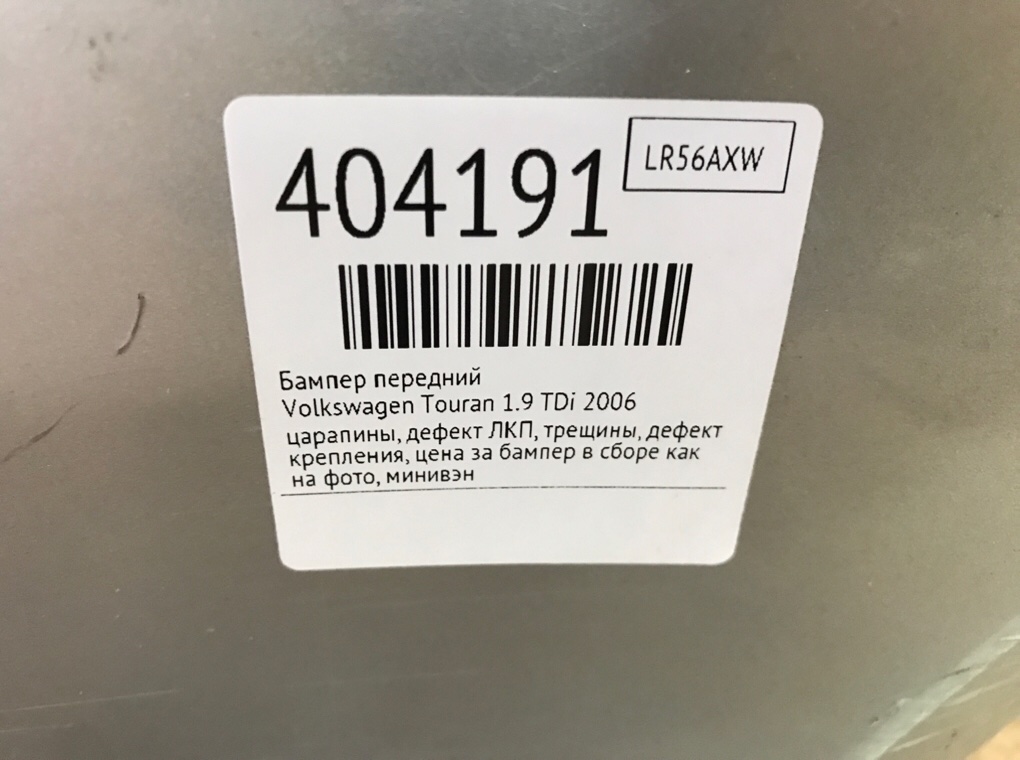 404191
LR56AXW
Бампер передний
Volkswagen Touran 1.9 TDi 2006
царапины, дефект ЛКП, трещины, дефект
крепления, цена за бампер в сборе как
на фото, минивэн